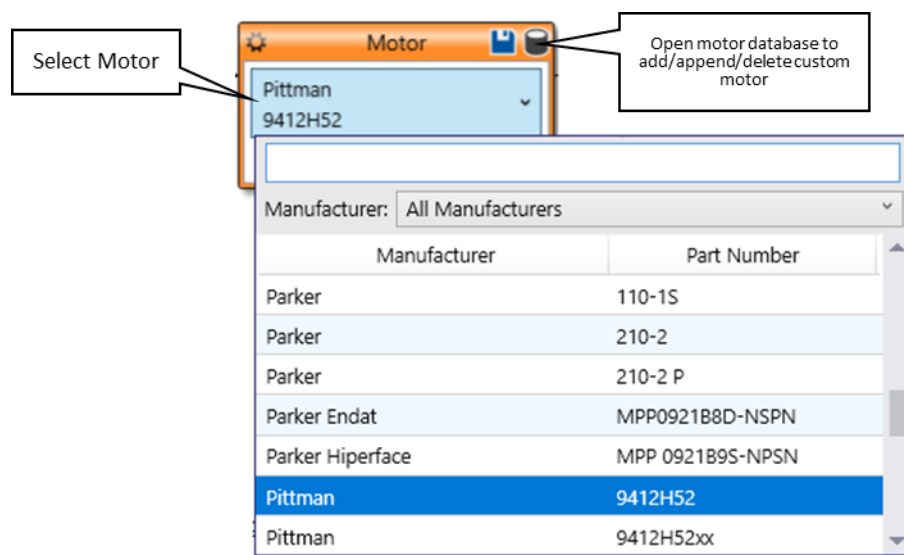 Select Motor
Motor
Open motor database to
add/append/delete custom
motor
Pittman
9412H52
Manufacturer: All Manufacturers
Manufacturer Part Number
Parker 110-1S
Parker 210-2
Parker 210-2 P
Parker Endat MPP0921B8D-NSPN
Parker Hiperface MPP 0921B9S-NPSN
Pittman 9412H52
Pittman 9412H52xx